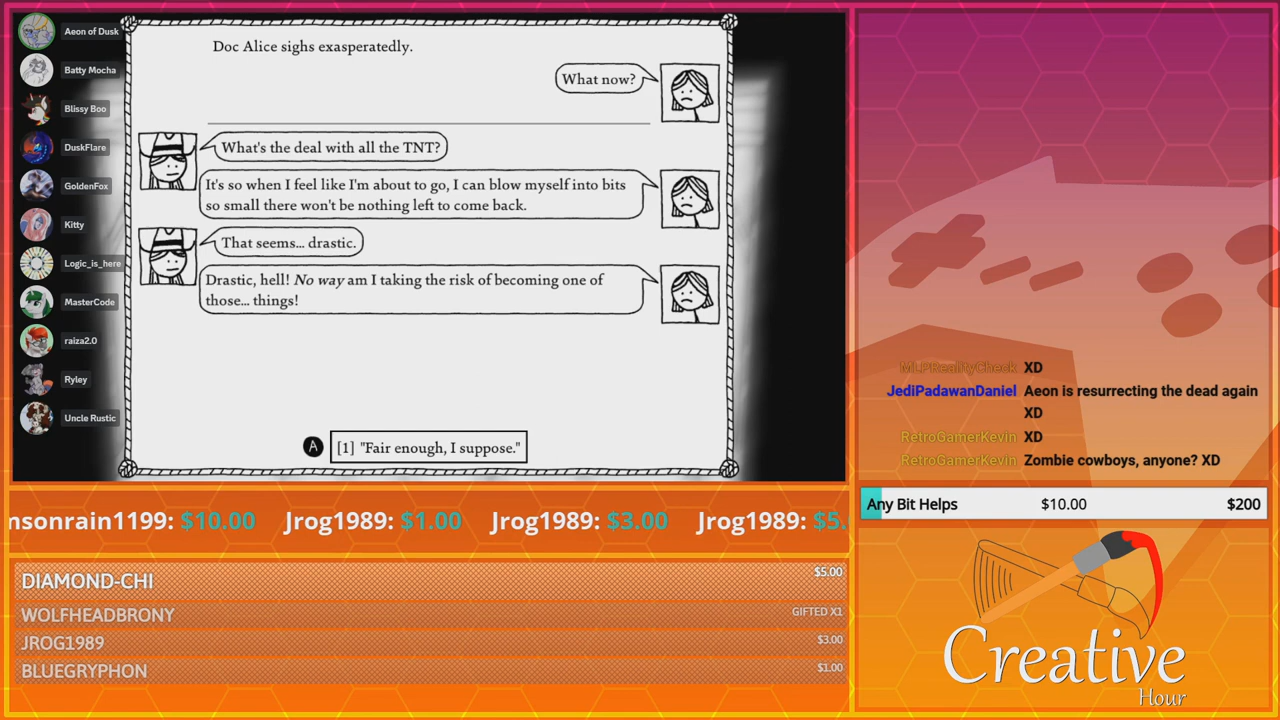 Aeon of Dusk
Batty Mocha
Blissy Boo
DuskFlare
GoldenFox
Kitty
Logic_is_here
MasterCode
raiza2.0
Ryley
Uncle Rustic
Doc Alice sighs exasperatedly.
What now?
What's the deal with all the TNT?
It's so when I feel like I'm about to go, I can blow myself into bits
so small there won't be nothing left to come back.
That seems... drastic.
Drastic, hell! No way am I taking the risk of becoming one of
those... things!
A [1] "Fair enough, I suppose."
MLPRealityCheck XD
JediPadawanDaniel Aeon is resurrecting the dead again
XD
RetroGamerKevin XD
RetroGamerKevin Zombie cowboys, anyone? XD
Any Bit Helps $10.00 $200
nsonrain1199: $10.00 Jrog1989: $1.00 Jrog1989: $3.00 Jrog1989: $5.
DIAMOND-CHI $5.00
WOLFHEADBRONY GIFTED X1
JROG1989 $3.00
BLUEGRYPHON $1.00
Creative
Hour